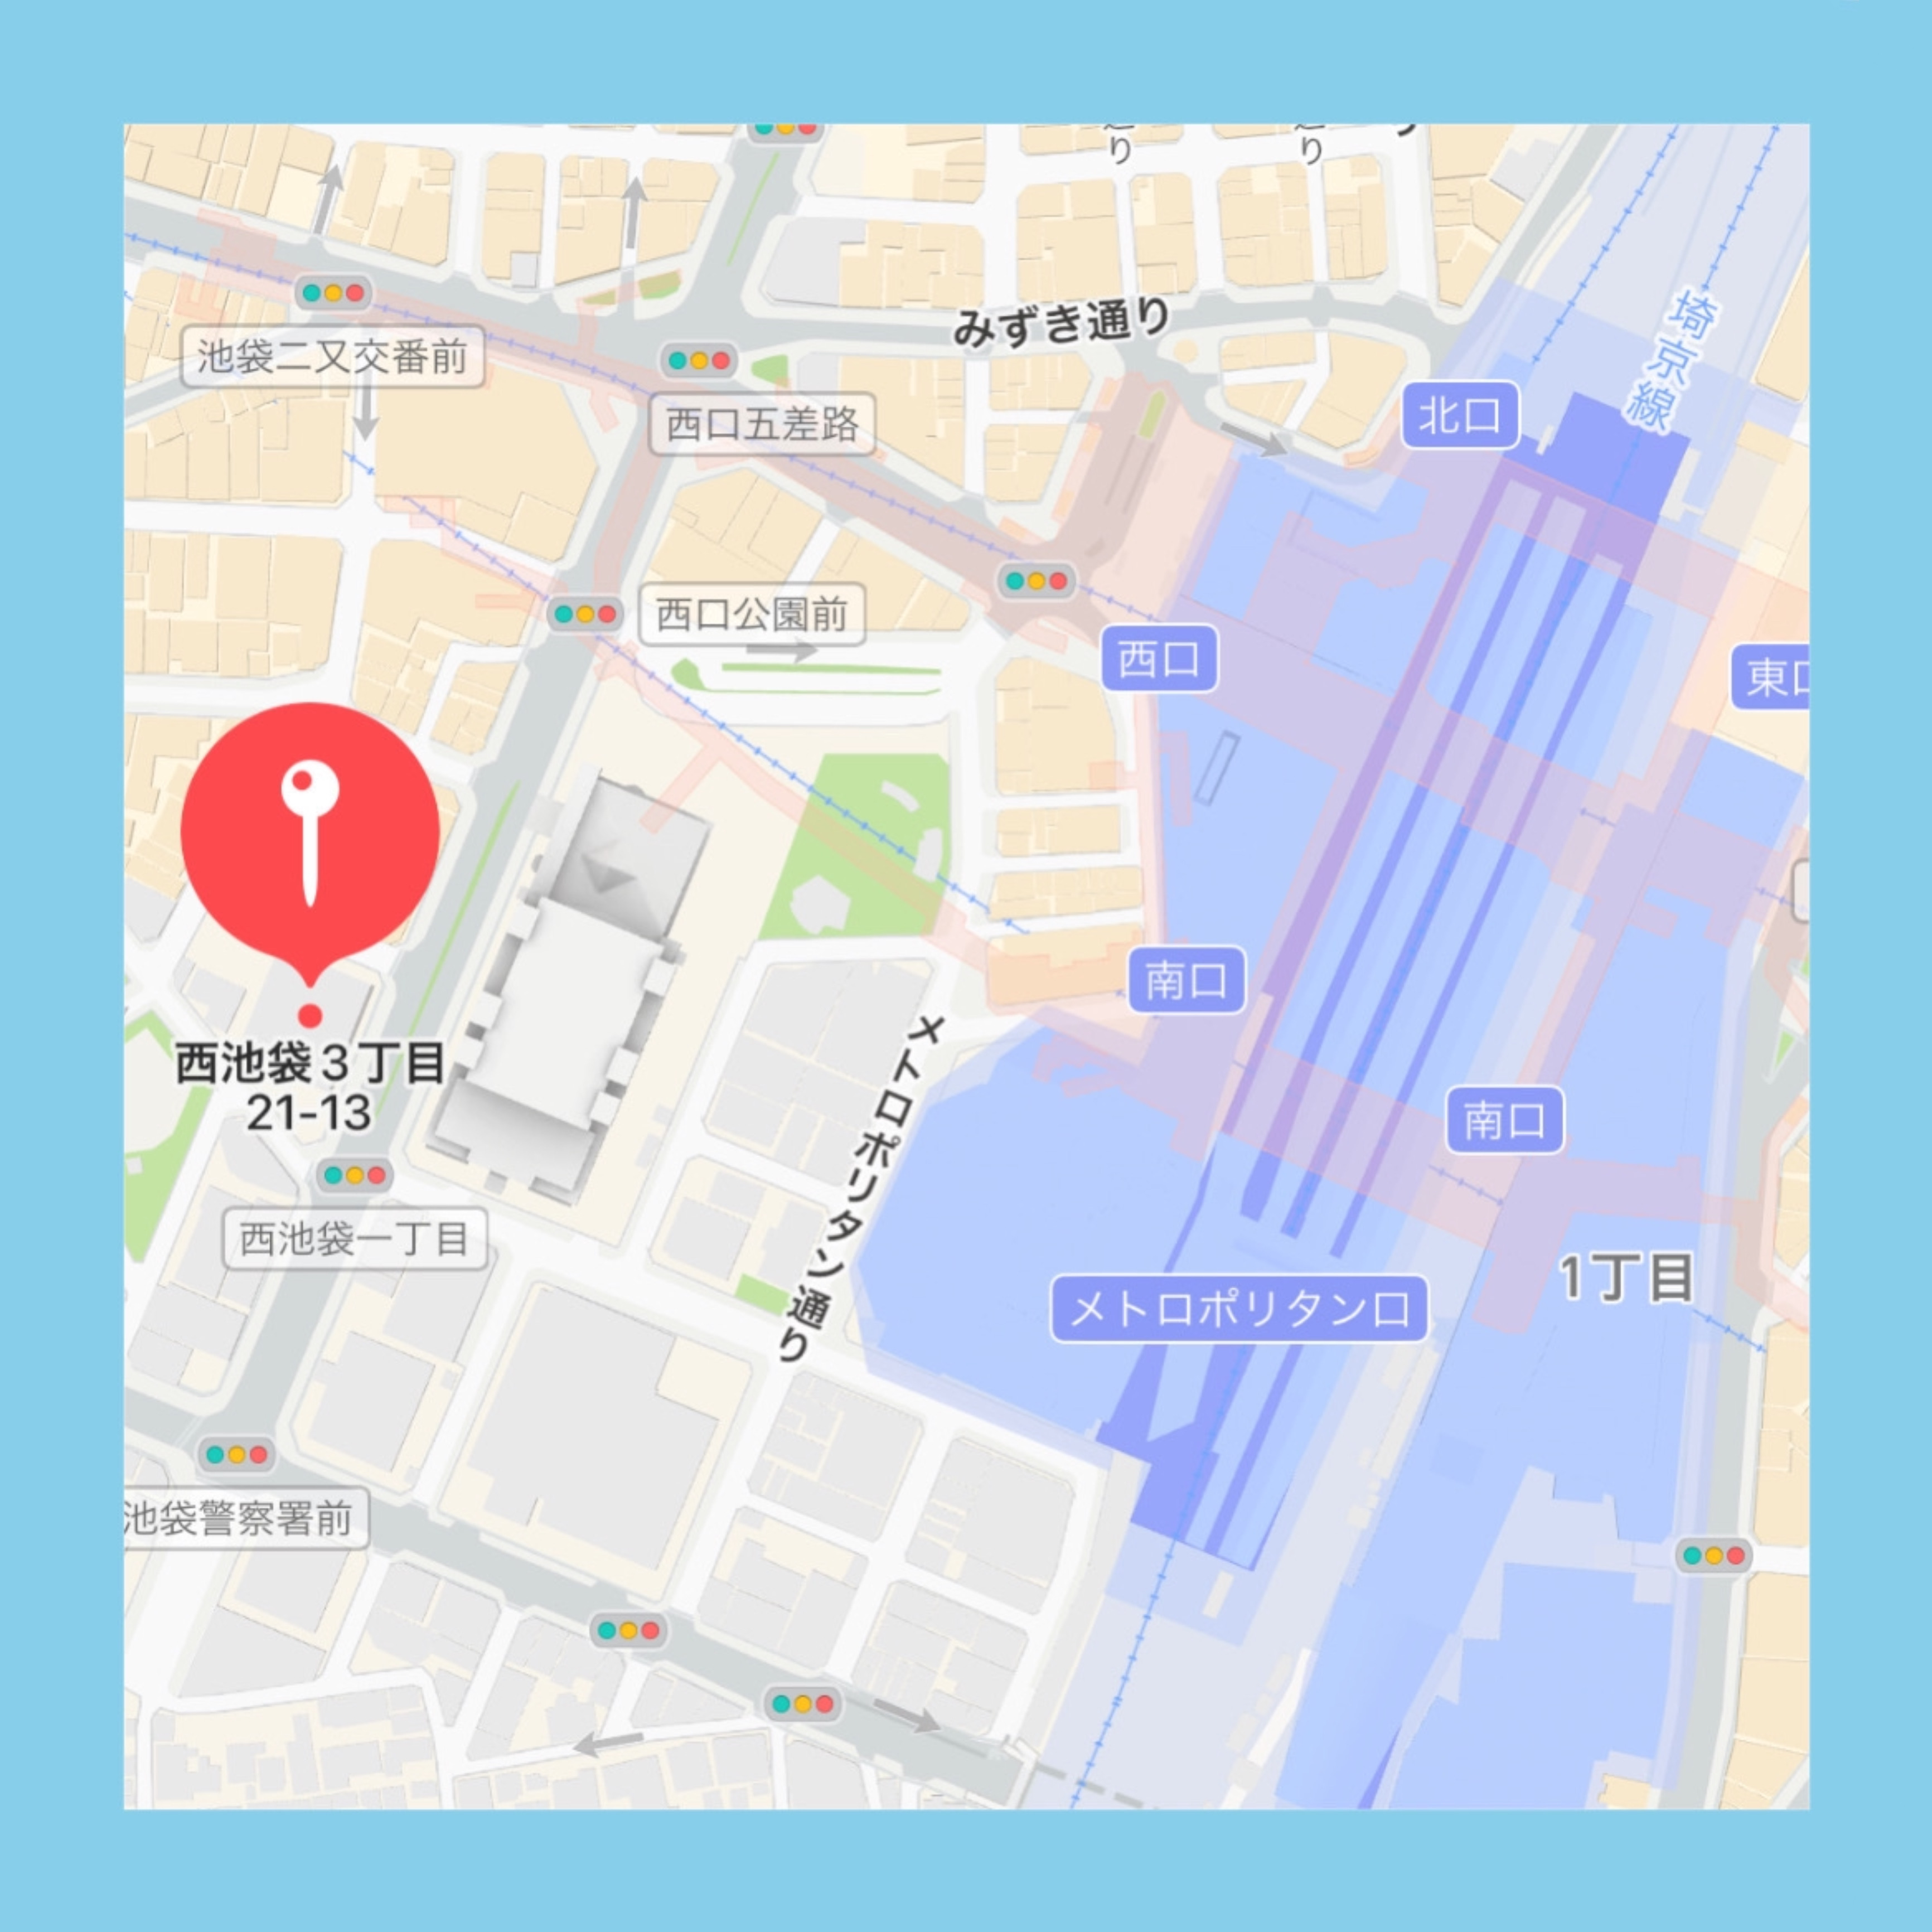 り
り
みずき通り
埼京線
池袋二又交番前
西口五差路
北口
西口公園前
西口
東口
南口
西池袋3丁目
21-13
メトロポリタン通り
南口
西池袋一丁目
1丁目
メトロポリタン口
池袋警察署前